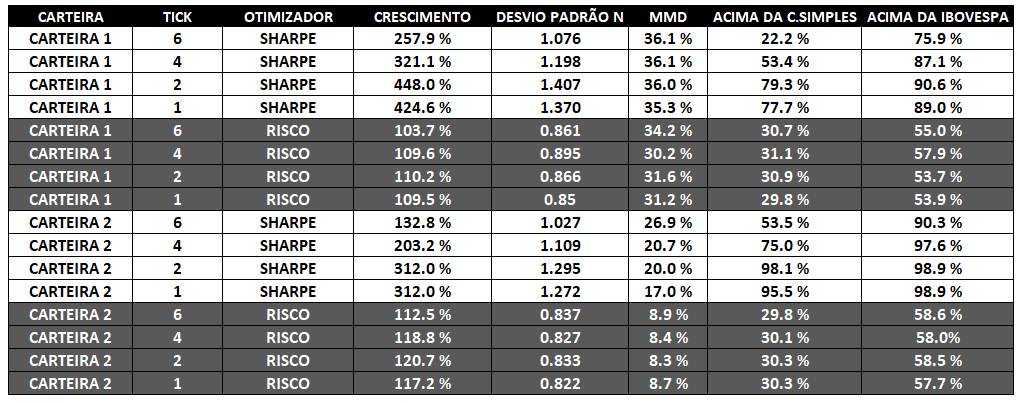 CARTEIRA TICK OTIMIZADOR CRESCIMENTO DESVIO PADRÃO N MMD ACIMA DA C.SIMPLES ACIMA DA IBOVESPA
CARTEIRA 1 6 SHARPE 257.9 % 1.076 36.1 % 22.2 % 75.9 %
CARTEIRA 1 4 SHARPE 321.1 % 1.198 36.1 % 53.4 % 87.1 %
CARTEIRA 1 2 SHARPE 448.0 % 1.407 36.0 % 79.3 % 90.6 %
CARTEIRA 1 1 SHARPE 424.6 % 1.370 35.3 % 77.7 % 89.0 %
CARTEIRA 1 6 RISCO 103.7 % 0.861 34.2 % 30.7 % 55.0 %
CARTEIRA 1 4 RISCO 109.6 % 0.895 30.2 % 31.1 % 57.9 %
CARTEIRA 1 2 RISCO 110.2 % 0.866 31.6 % 30.9 % 53.7 %
CARTEIRA 1 1 RISCO 109.5 % 0.85 31.2 % 29.8 % 53.9 %
CARTEIRA 2 6 SHARPE 132.8 % 1.027 26.9 % 53.5 % 90.3 %
CARTEIRA 2 4 SHARPE 203.2 % 1.109 20.7 % 75.0 % 97.6 %
CARTEIRA 2 2 SHARPE 312.0 % 1.295 20.0 % 98.1 % 98.9 %
CARTEIRA 2 1 SHARPE 312.0 % 1.272 17.0 % 95.5 % 98.9 %
CARTEIRA 2 6 RISCO 112.5 % 0.837 8.9 % 29.8 % 58.6 %
CARTEIRA 2 4 RISCO 118.8 % 0.827 8.4 % 30.1 % 58.0%
CARTEIRA 2 2 RISCO 120.7 % 0.833 8.3 % 30.3 % 58.5 %
CARTEIRA 2 1 RISCO 117.2 % 0.822 8.7 % 30.3 % 57.7 %